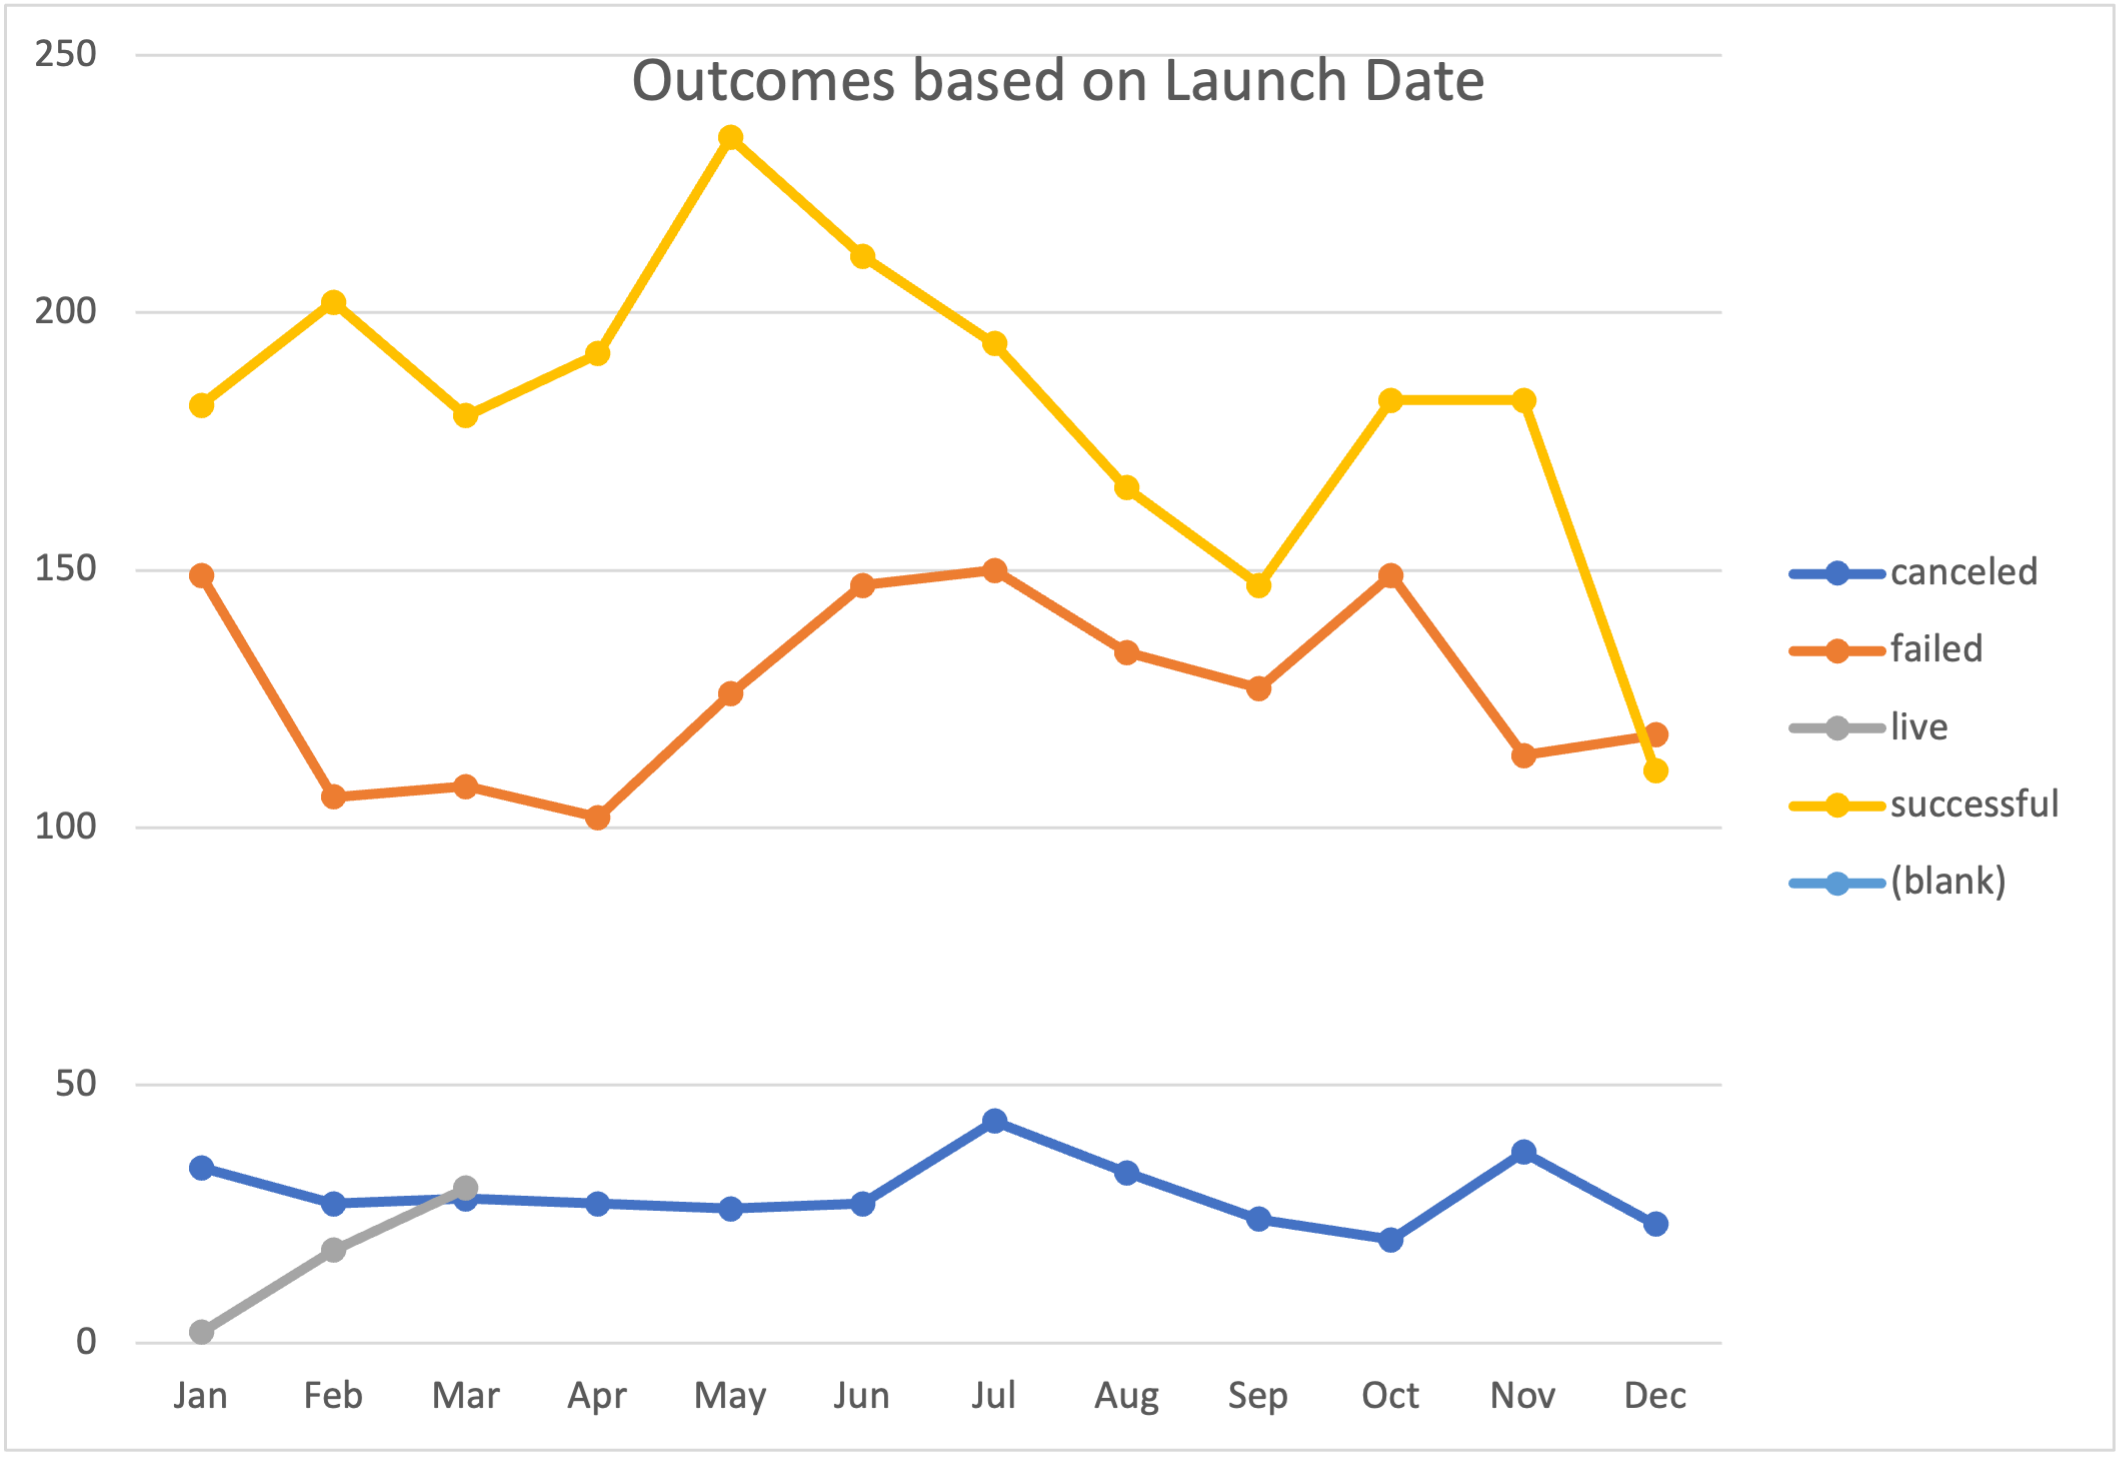 Outcomes based on Launch Date
250
200
150
100
50
0
Jan Feb Mar Apr May Jun Jul Aug Sep Oct Nov Dec
canceled
failed
live
successful
(blank)